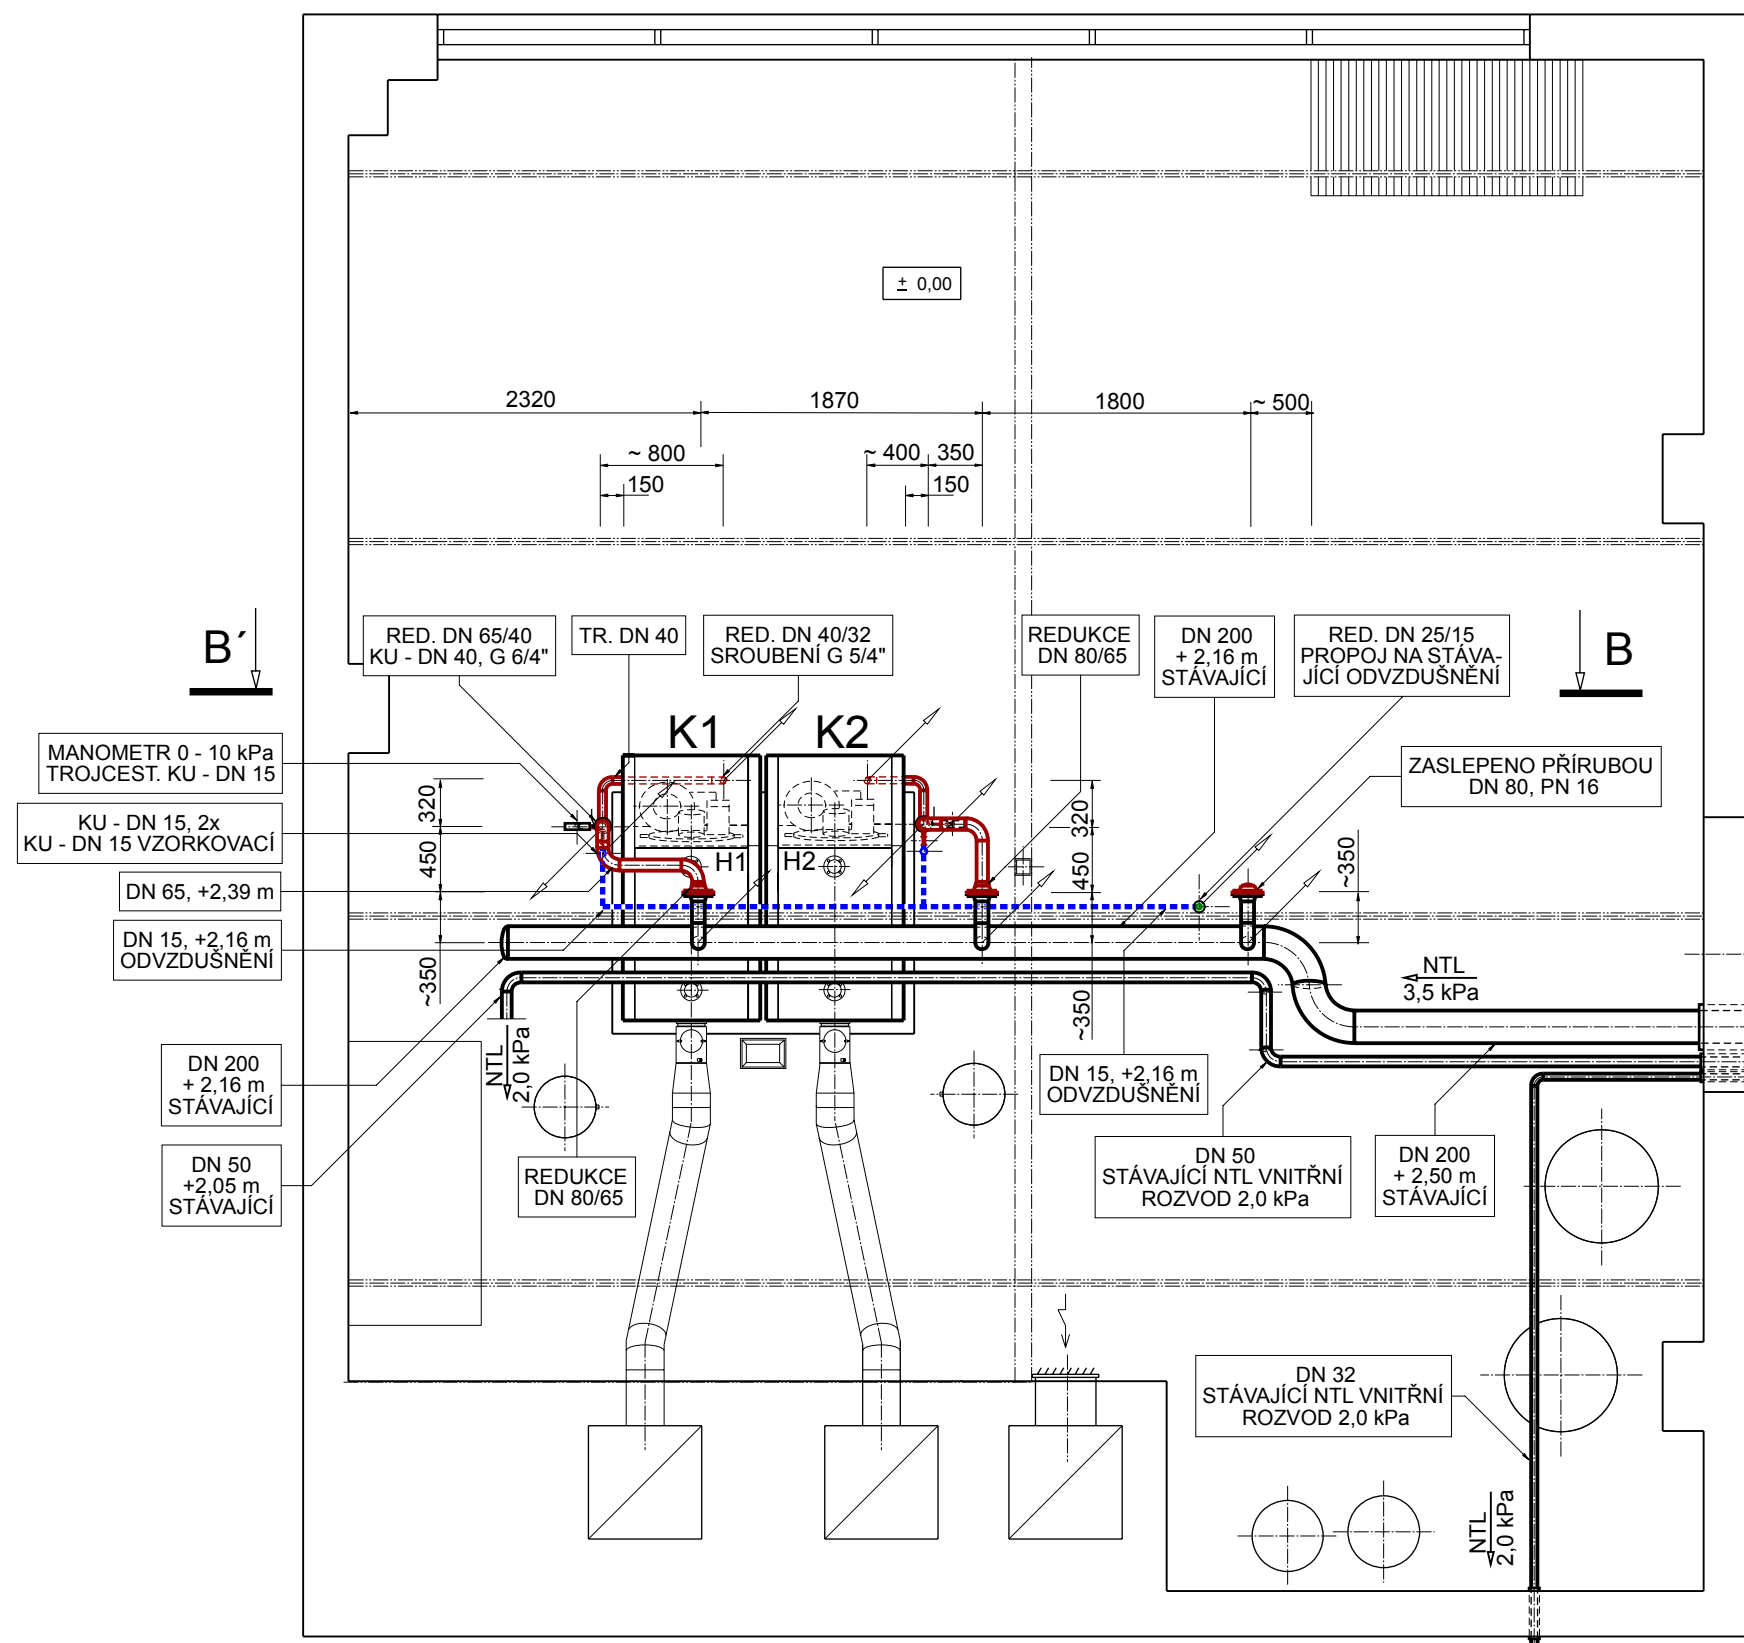 ± 0,00
2320
1870
1800
~ 500
~ 800
~ 400
350
150
150
B´
RED. DN 65/40
KU - DN 40, G 6/4"
TR. DN 40
RED. DN 40/32
SROUBENÍ G 5/4"
REDUKCE
DN 80/65
DN 200
+ 2,16 m
STÁVAJÍCÍ
RED. DN 25/15
PROPOJ NA STÁVA-
JÍCÍ ODVZDUŠNĚNÍ
B
K1
K2
MANOMETR 0 - 10 kPa
TROJCEST. KU - DN 15
ZASLEPENO PŘÍRUBOU
DN 80, PN 16
320
320
KU - DN 15, 2x
KU - DN 15 VZORKOVACÍ
450
H1
H2
450
~350
DN 65, +2,39 m
DN 15, +2,16 m
ODVZDUŠNĚNÍ
~350
~350
NTL
3,5 kPa
DN 200
+ 2,16 m
STÁVAJÍCÍ
NTL
2,0 kPa
DN 15, +2,16 m
ODVZDUŠNĚNÍ
DN 50
+2,05 m
STÁVAJÍCÍ
REDUKCE
DN 80/65
DN 50
STÁVAJÍCÍ NTL VNITŘNÍ
ROZVOD 2,0 kPa
DN 200
+ 2,50 m
STÁVAJÍCÍ
DN 32
STÁVAJÍCÍ NTL VNITŘNÍ
ROZVOD 2,0 kPa
NTL
2,0 kPa